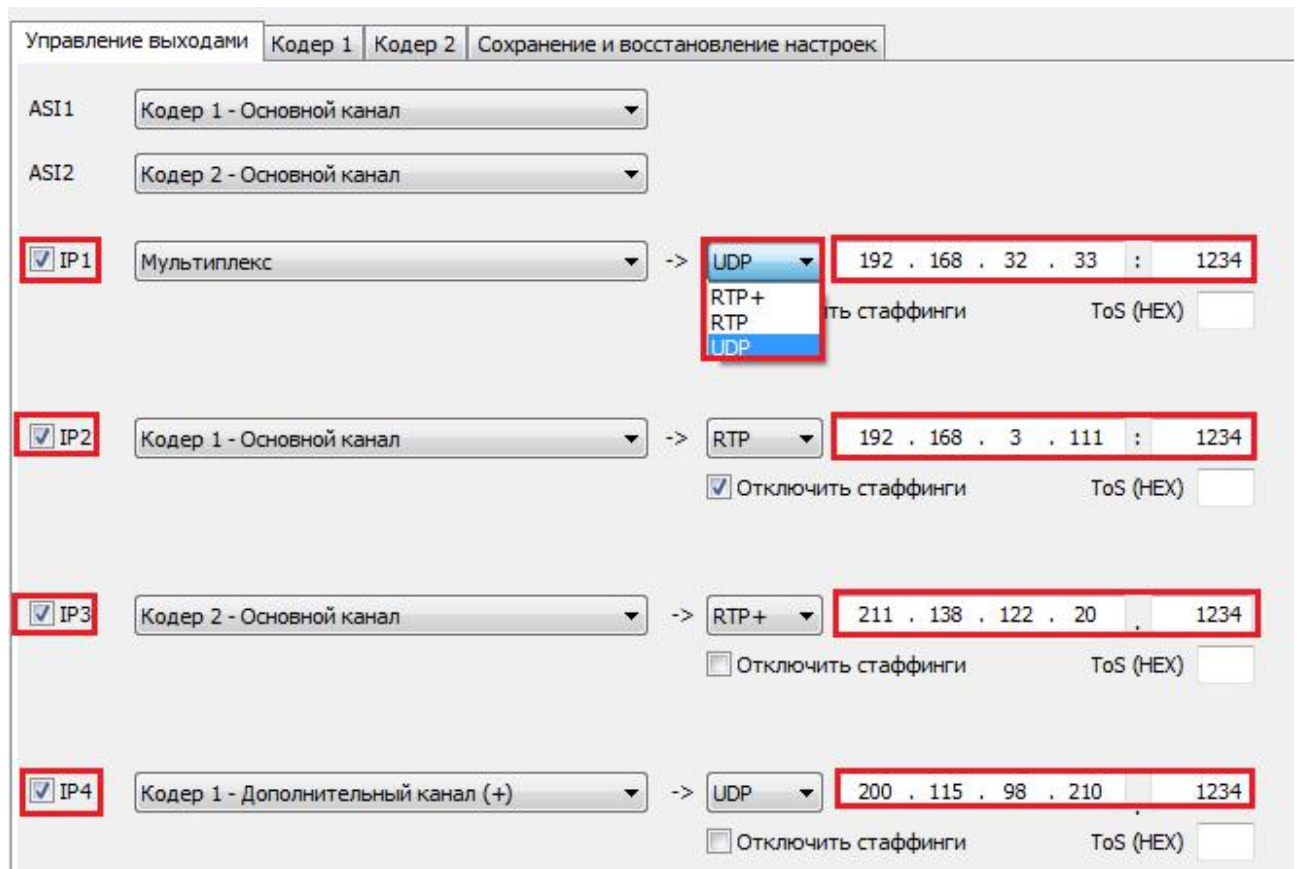 Управление выходами Кодер 1 Кодер 2 Сохранение и восстановление настроек
ASI1 Кодер 1 - Основной канал
ASI2 Кодер 2 - Основной канал
IP1 Мультиплекс -> UDP 192 . 168 . 32 . 33 : 1234
RTP+ ть стаффинги ToS (HEX)
RTP
UDP
IP2 Кодер 1 - Основной канал -> RTP 192 . 168 . 3 . 111 : 1234
Отключить стаффинги ToS (HEX)
IP3 Кодер 2 - Основной канал -> RTP+ 211 . 138 . 122 . 20 . 1234
Отключить стаффинги ToS (HEX)
IP4 Кодер 1 - Дополнительный канал (+) -> UDP 200 . 115 . 98 . 210 . 1234
Отключить стаффинги ToS (HEX)